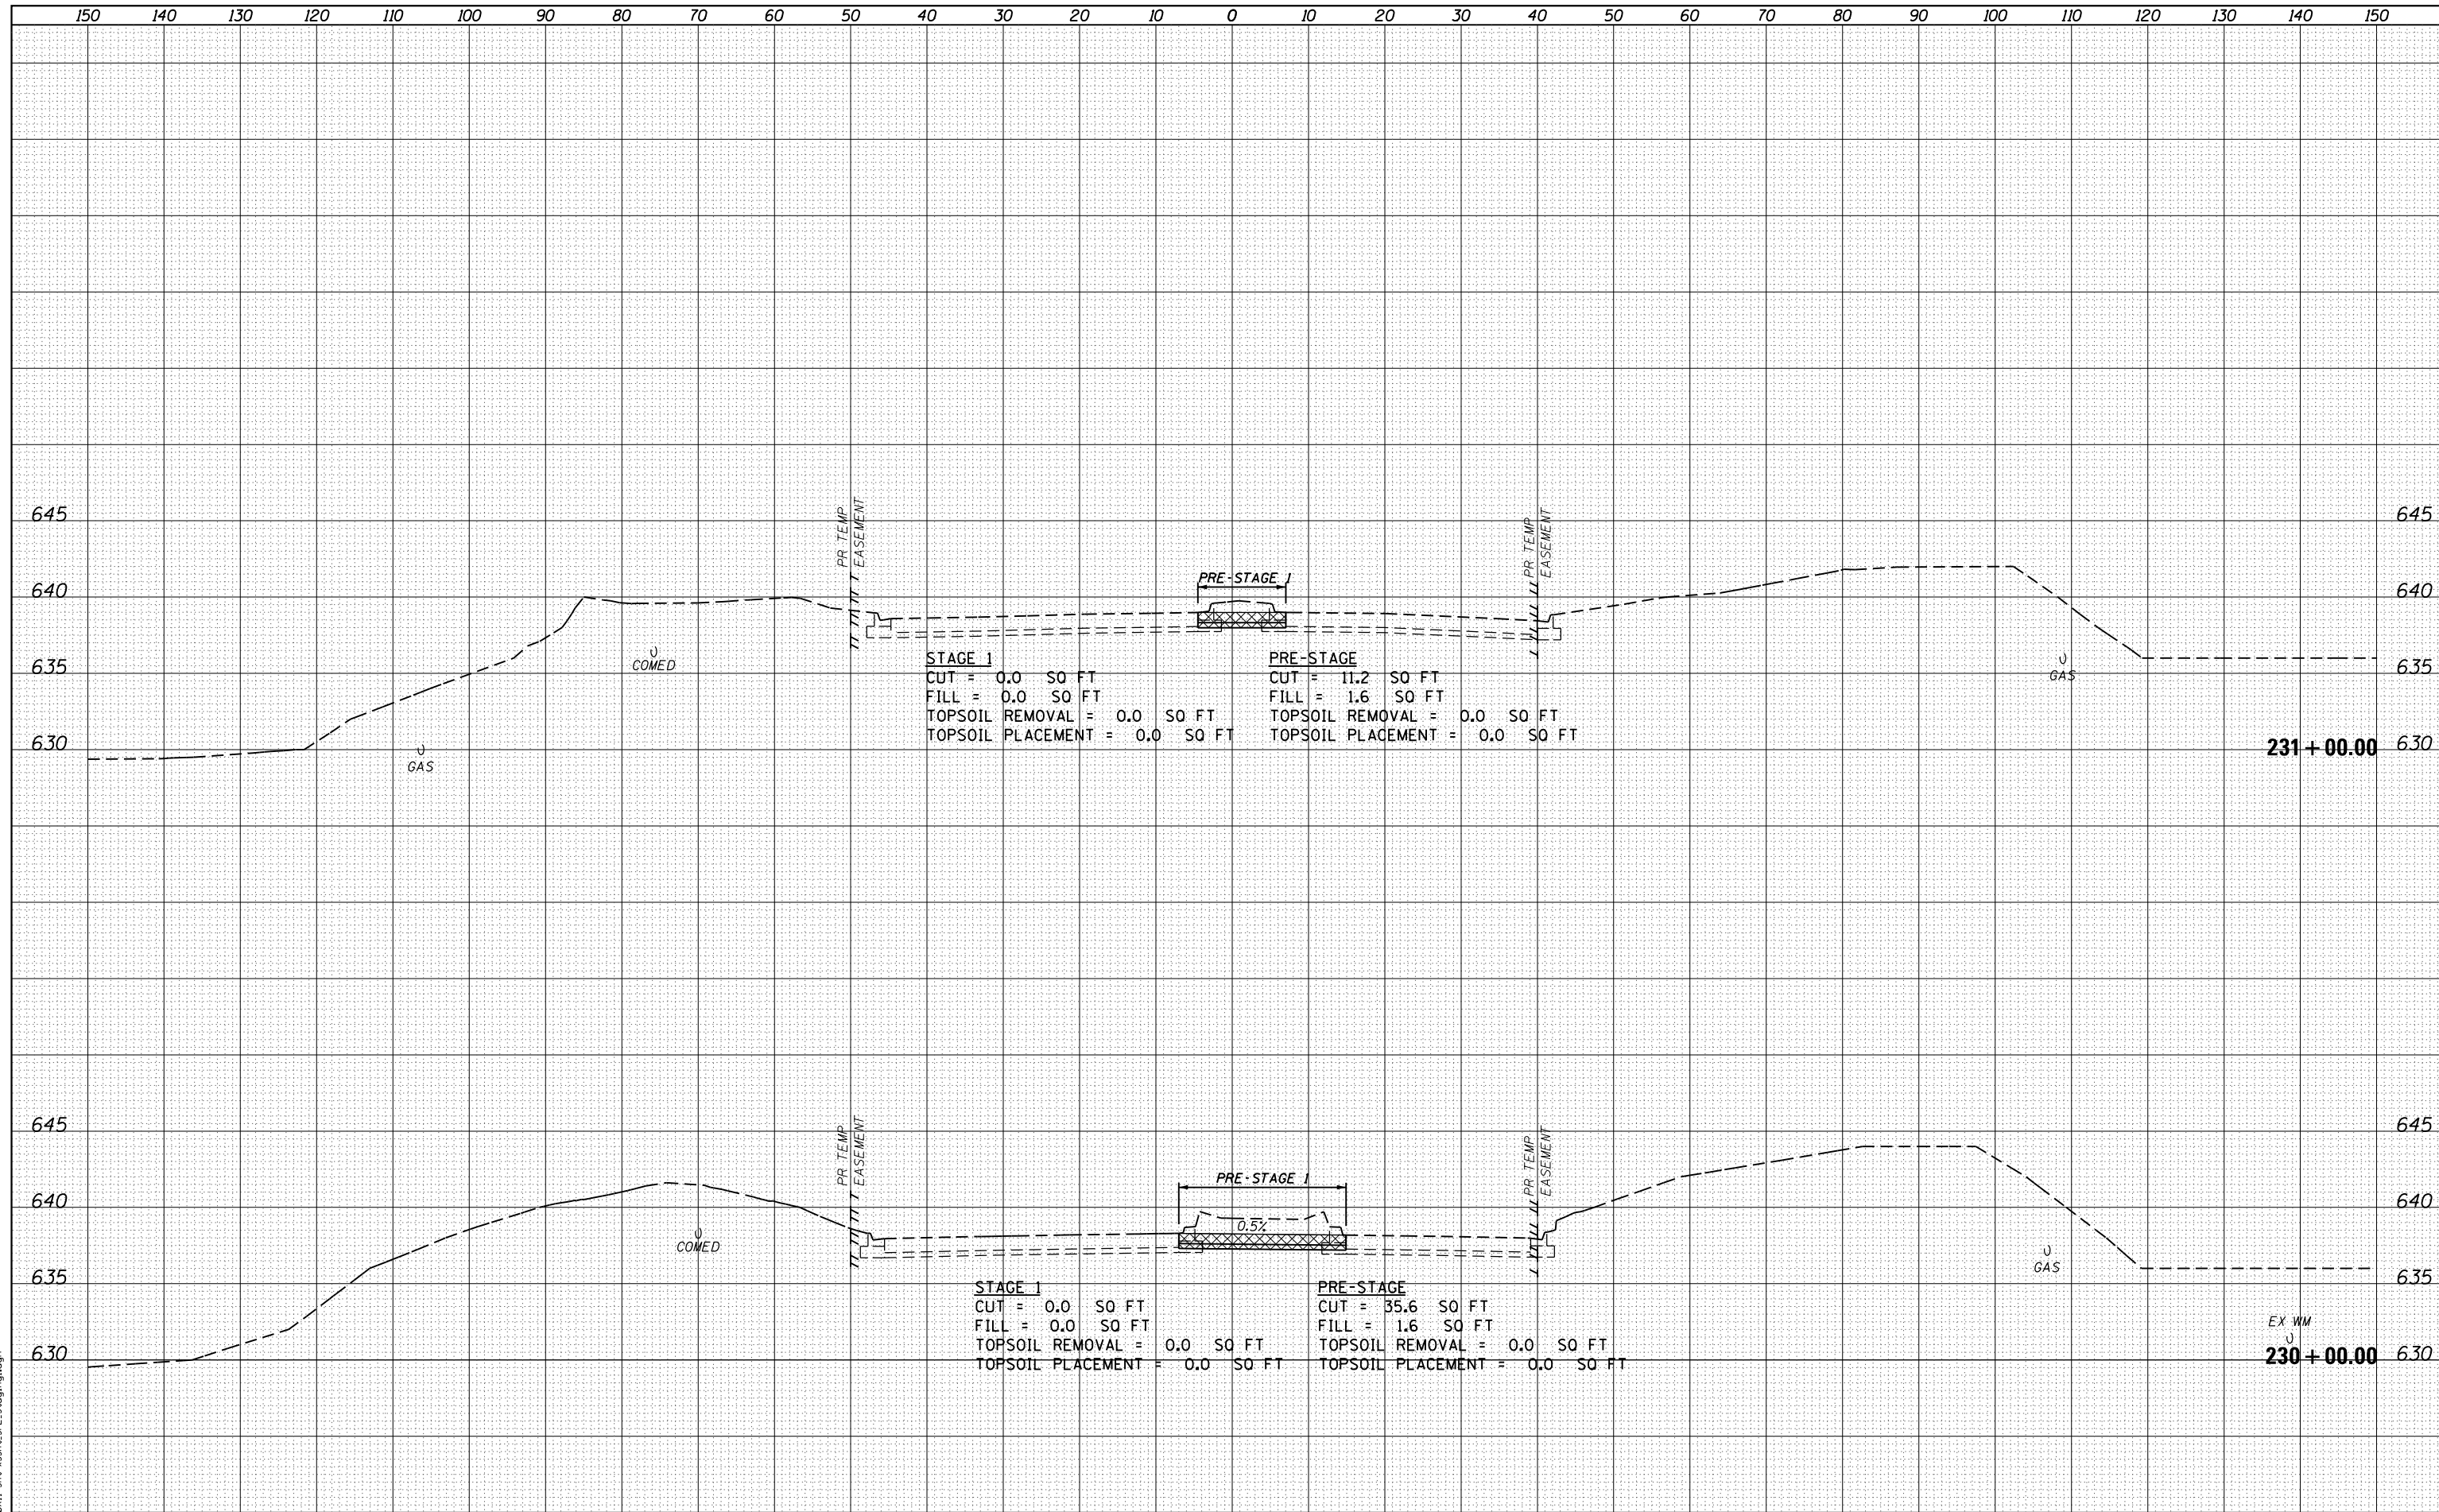 150 140 130 120 110 100 90 80 70 60 50 40 30 20 10 0 10 20 30 40 50 60 70 80 90 100 110 120 130 140 150
645 645
PR TEMP
EASEMENT
PR TEMP
EASEMENT
640 PRE-STAGE 1 640
635 COMED GAS 635
STAGE 1
CUT = 0.0 SQ FT
FILL = 0.0 SQ FT
TOPSOIL REMOVAL = 0.0 SQ FT
TOPSOIL PLACEMENT = 0.0 SQ FT
PRE-STAGE
CUT = 11.2 SQ FT
FILL = 1.6 SQ FT
TOPSOIL REMOVAL = 0.0 SQ FT
TOPSOIL PLACEMENT = 0.0 SQ FT
630 231+00.00 630
GAS
645 645
PR TEMP
EASEMENT
PR TEMP
EASEMENT
PRE-STAGE 1
640 640
0.5%
COMED
GAS
635 635
STAGE 1
CUT = 0.0 SQ FT
FILL = 0.0 SQ FT
TOPSOIL REMOVAL = 0.0 SQ FT
TOPSOIL PLACEMENT = 0.0 SQ FT
PRE-STAGE
CUT = 35.6 SQ FT
FILL = 1.6 SQ FT
TOPSOIL REMOVAL = 0.0 SQ FT
TOPSOIL PLACEMENT = 0.0 SQ FT
EX WM
630 230+00.00 630